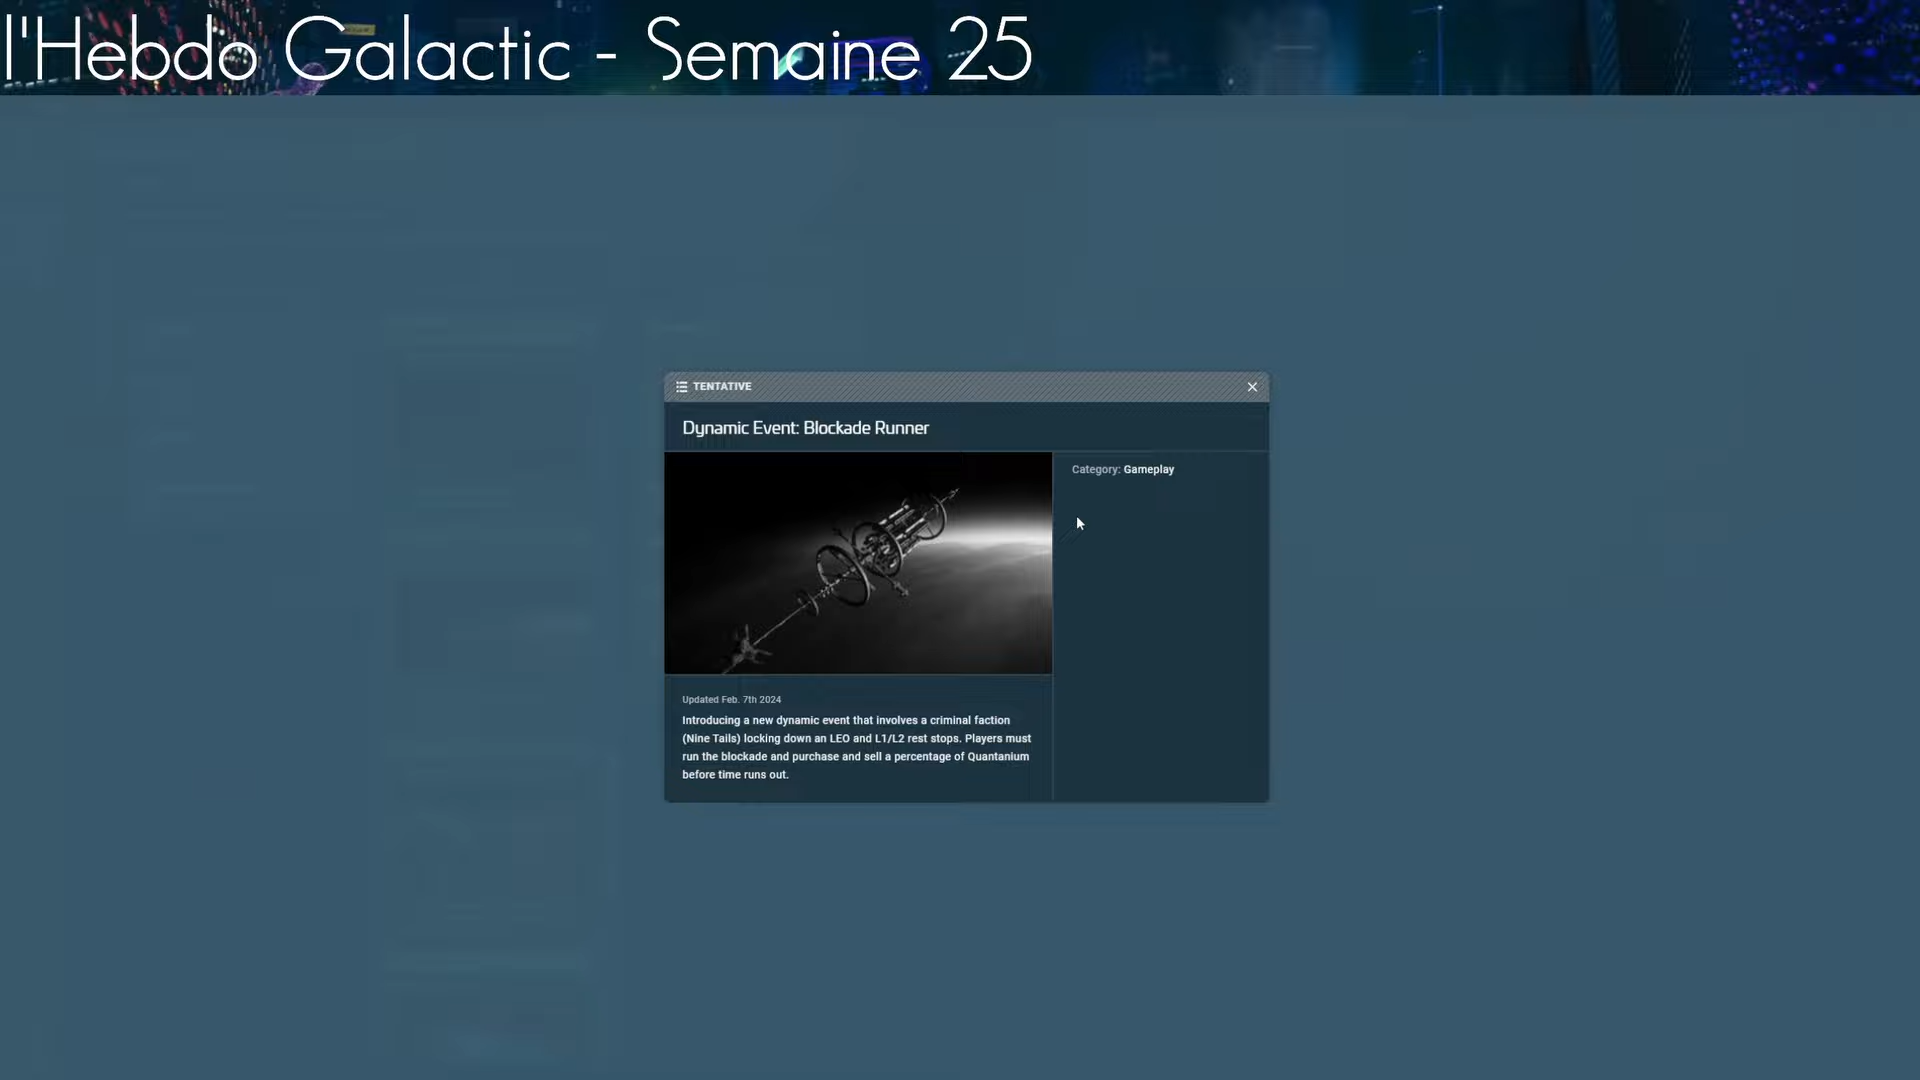 l'Hebdo Galactic - Semaine 25
TENTATIVE
Dynamic Event: Blockade Runner
Category: Gameplay
Updated Feb. 7th 2024
Introducing a new dynamic event that involves a criminal faction
(Nine Tails) locking down an LEO and L1/L2 rest stops. Players must
run the blockade and purchase and sell a percentage of Quantanium
before time runs out.